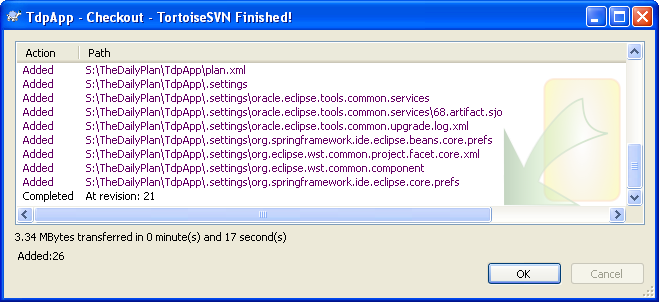 TdpApp - Checkout - TortoiseSVN Finished!
Action Path
Added S:\TheDailyPlan\TdpApp\plan.xml
Added S:\TheDailyPlan\TdpApp\.settings
Added S:\TheDailyPlan\TdpApp\.settings\oracle.eclipse.tools.common.services
Added S:\TheDailyPlan\TdpApp\.settings\oracle.eclipse.tools.common.services\68.artifact.sjo
Added S:\TheDailyPlan\TdpApp\.settings\oracle.eclipse.tools.common.upgrade.log.xml
Added S:\TheDailyPlan\TdpApp\.settings\org.springframework.ide.eclipse.beans.core.prefs
Added S:\TheDailyPlan\TdpApp\.settings\org.eclipse.wst.common.project.facet.core.xml
Added S:\TheDailyPlan\TdpApp\.settings\org.eclipse.wst.common.component
Added S:\TheDailyPlan\TdpApp\.settings\org.springframework.ide.eclipse.core.prefs
Completed At revision: 21
3.34 MBytes transferred in 0 minute(s) and 17 second(s)
Added:26
OK Cancel